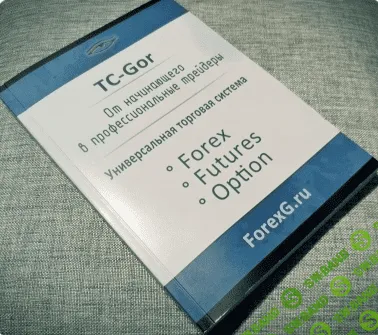 TC-Gor
От начинающего
в профессиональные трейдеры
Универсальная торговая система
Forex
Futures
Option
ForexG.ru